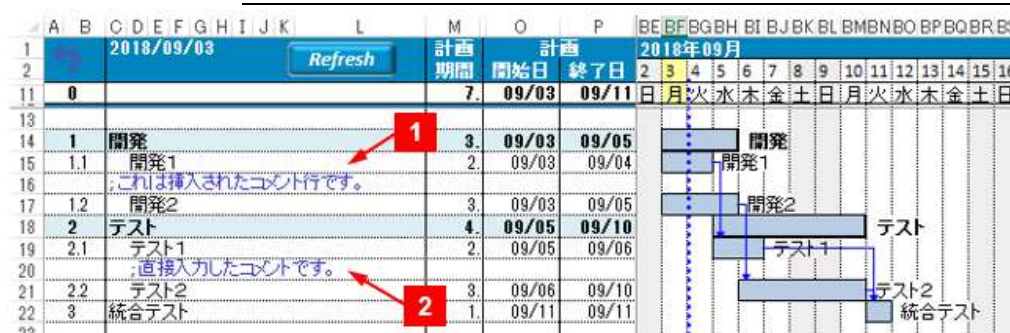 A B C D E F G H I J K L M O P BE BF BG BH BI BJ BK BL BM BN BO BP BQ BR BS
1 2018/09/03 Refresh 計画 計画 2018年09月
2 期間 開始日 終了日 2 3 4 5 6 7 8 9 10 11 12 13 14 15 16
11 0 7. 09/03 09/11 日 月 火 水 木 金 土 日 月 火 水 木 金 土 日
13
14 1 開発 3. 09/03 09/05 開発
15 1.1 開発1 2. 09/03 09/04 開発1
16 ;これは挿入されたコメント行です。
17 1.2 開発2 3. 09/03 09/05 開発2
18 2 テスト 4. 09/05 09/10 テスト
19 2.1 テスト1 2. 09/05 09/06 テスト1
20 ;直接入力したコメントです。
21 2.2 テスト2 3. 09/06 09/10 テスト2
22 3 統合テスト 1. 09/11 09/11 統合テスト
1
2